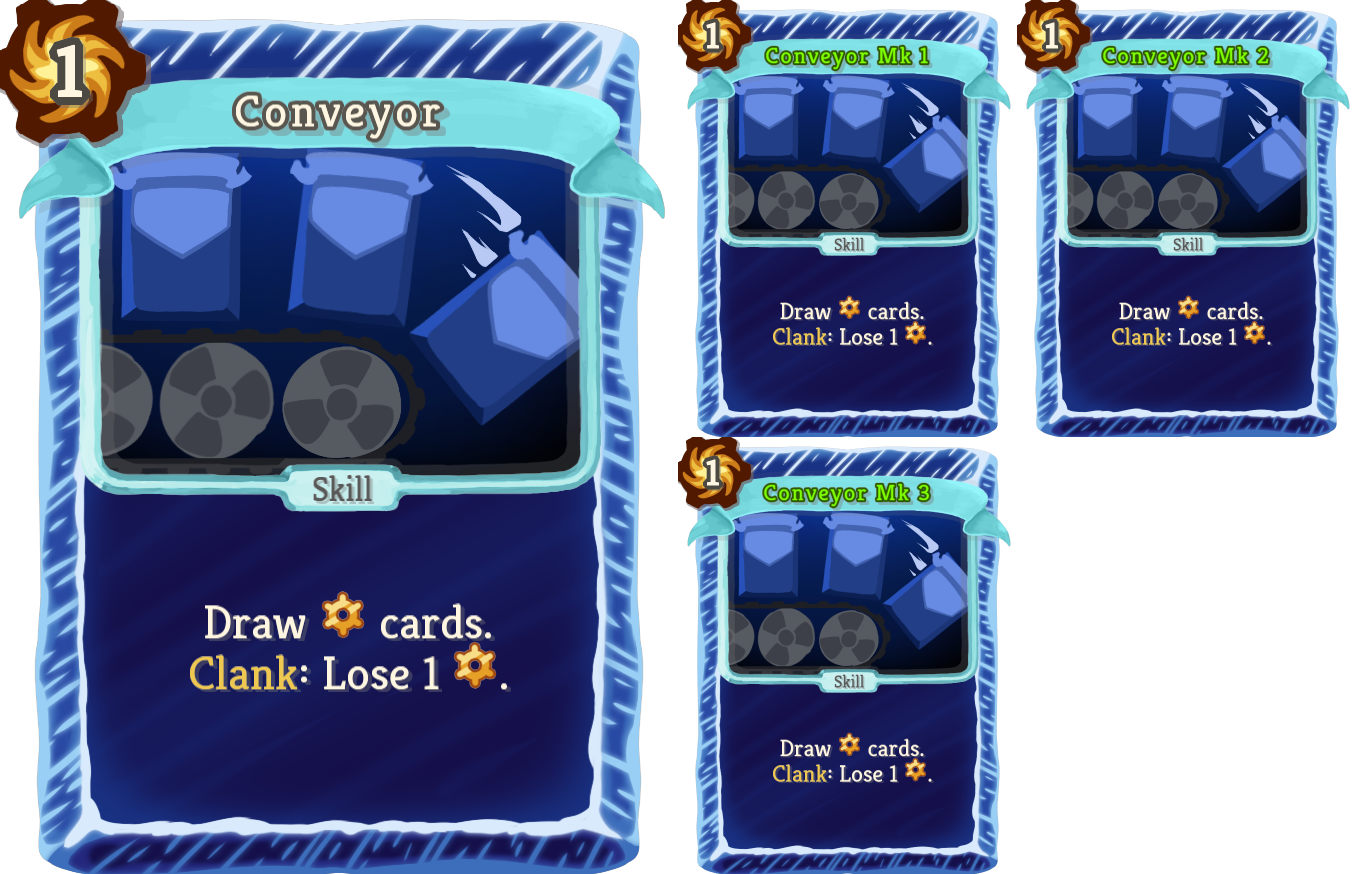 1
Conveyor
Skill
Draw cards.
Clank: Lose 1 .
1
Conveyor Mk 1
Skill
Draw cards.
Clank: Lose 1 .
1
Conveyor Mk 2
Skill
Draw cards.
Clank: Lose 1 .
1
Conveyor Mk 3
Skill
Draw cards.
Clank: Lose 1 .